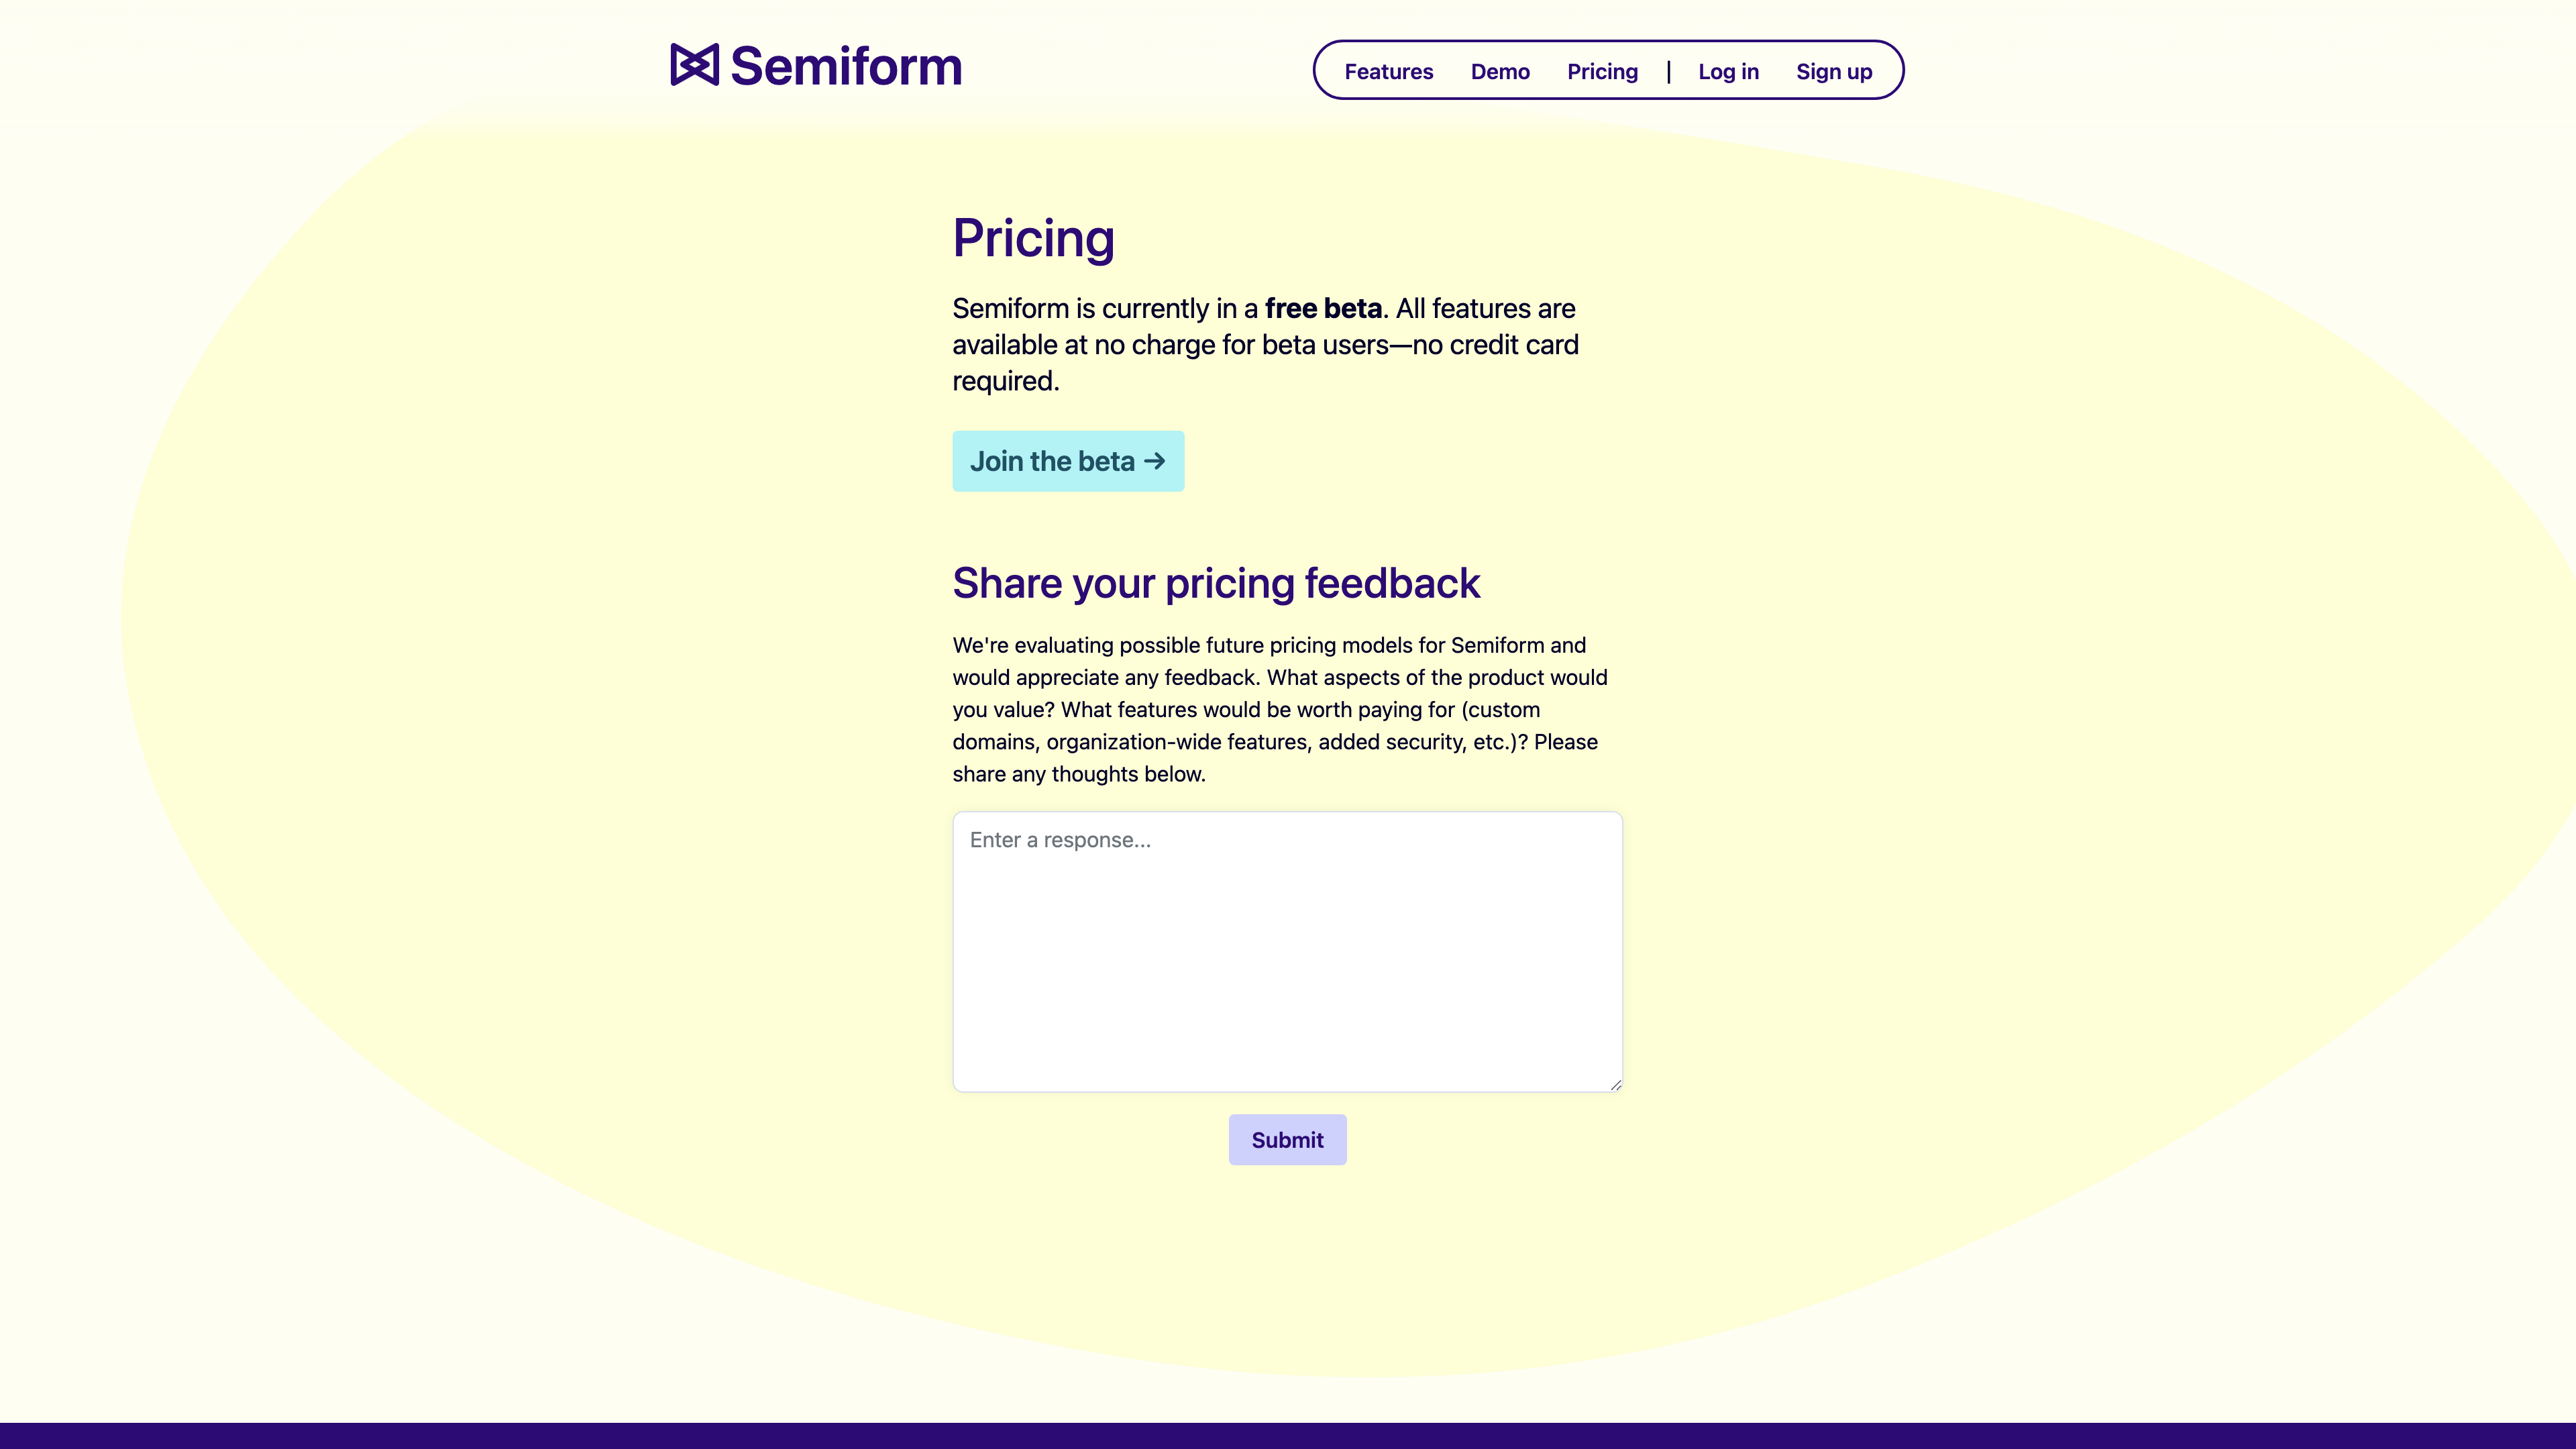 Semiform
Features Demo Pricing | Log in Sign up
Pricing
Semiform is currently in a free beta. All features are
available at no charge for beta users—no credit card
required.
Join the beta →
Share your pricing feedback
We're evaluating possible future pricing models for Semiform and
would appreciate any feedback. What aspects of the product would
you value? What features would be worth paying for (custom
domains, organization-wide features, added security, etc.)? Please
share any thoughts below.
Enter a response...
Submit